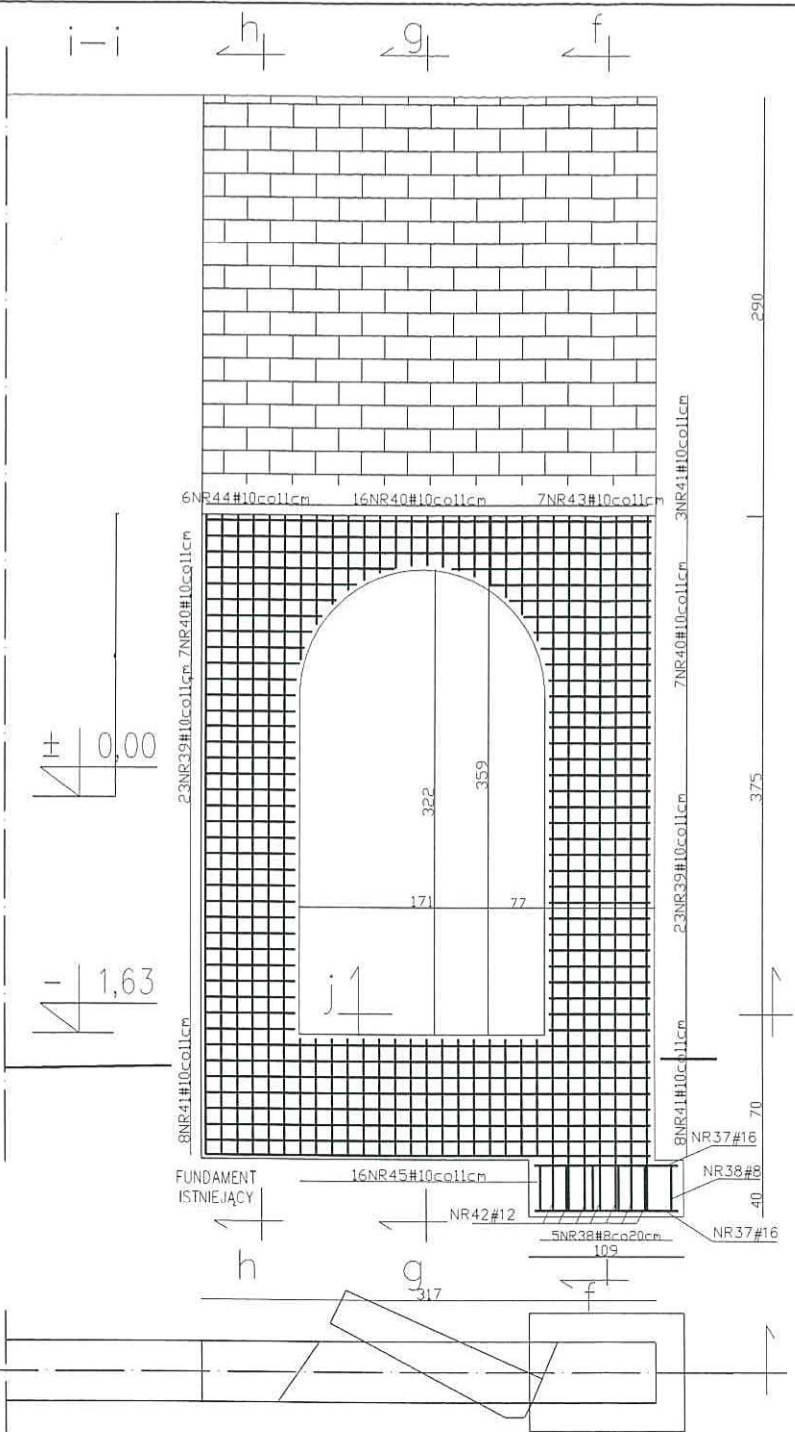 i-i
h
g
f
290
3NR41#10co11cm
6NR44#10co11cm
16NR40#10co11cm
7NR43#10co11cm
7NR40#10co11cm
7NR40#10co11cm
23NR39#10co11cm
± 0,00
322
359
375
171
77
23NR39#10co11cm
- 1,63
j
8NR41#10co11cm
8NR41#10co11cm
70
NR37#16
FUNDAMENT
ISTNIEJĄCY
16NR45#10co11cm
NR38#8
40
NR42#12
5NR38#8co20cm
NR37#16
109
h
g
f
317